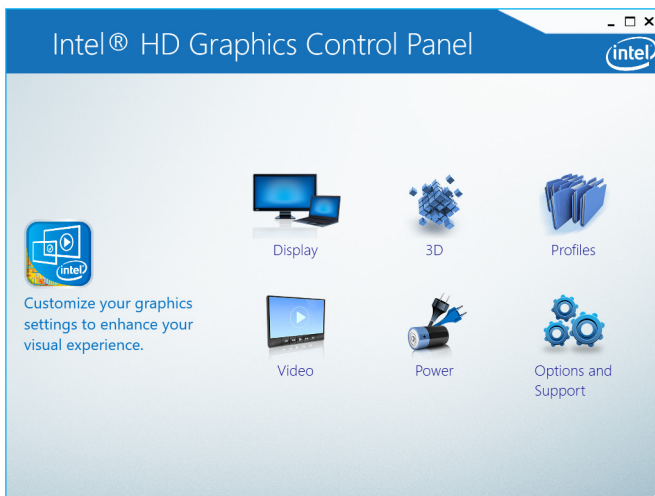 Intel® HD Graphics Control Panel
intel
intel
Customize your graphics
settings to enhance your
visual experience.
Display
3D
Profiles
Video
Power
Options and
Support